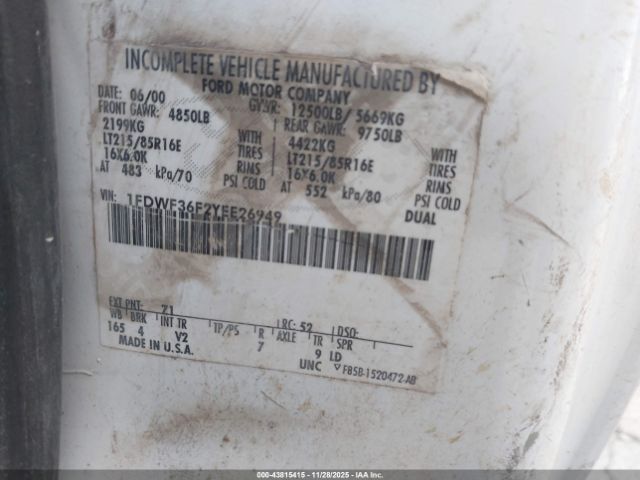 INCOMPLETE VEHICLE MANUFACTURED BY
FORD MOTOR COMPANY
DATE: 06/00 GVWR: 12500LB/ 5669KG
FRONT GAWR: 4850LB REAR GAWR: 9750LB
2199KG WITH 4422KG WITH
LT215/85R16E TIRES LT215/85R16E TIRES
16X6.0K RIMS 16X6.0K RIMS
AT 483 kPa/70 PSI COLD AT 552 kPa/80 PSI COLD
DUAL
VIN: 1FDWF36F2YEE26949
EXT PNT: Z1 RC: 52 DSO:
WB BRK INT TR TP/PS R AXLE TR SPR
165 4 V2 7 9 LD
MADE IN U.S.A. UNC ▽ F85B-1520472-AB
000-43815415 - 11/28/2025 - IAAI